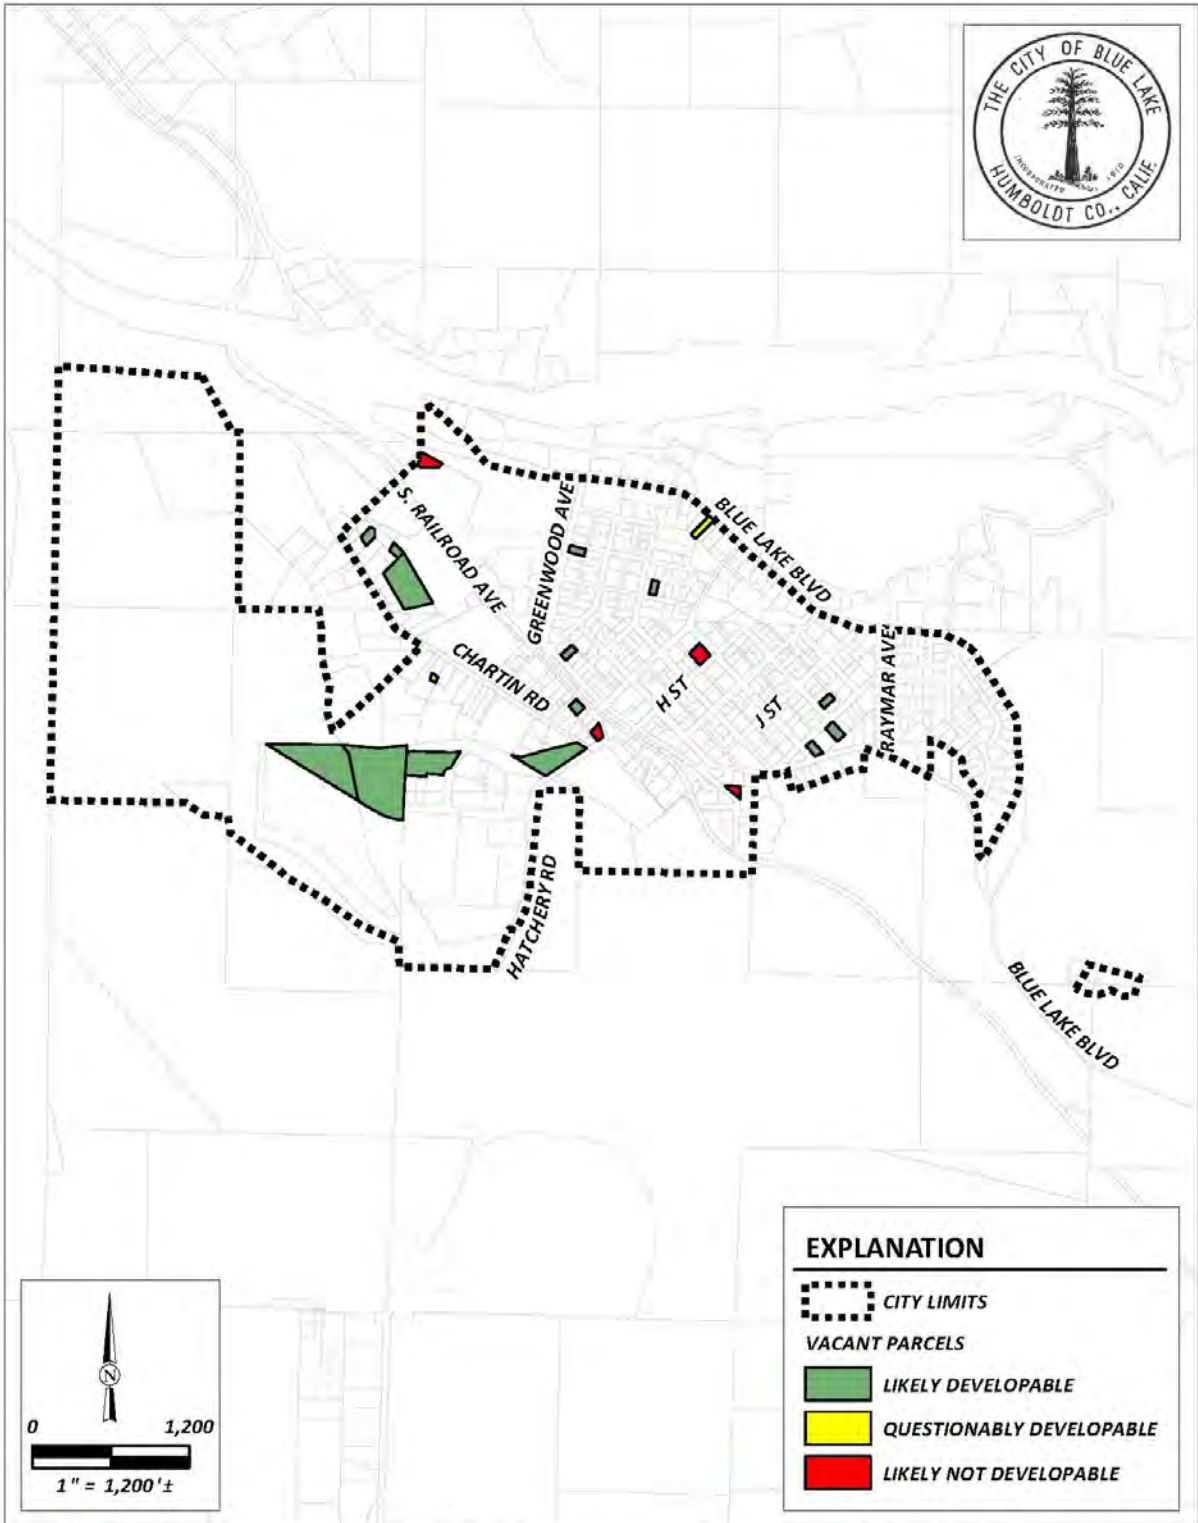 THE CITY OF BLUE LAKE
INCORPORATED 1910
HUMBOLDT CO., CALIF.
S. RAILROAD AVE
GREENWOOD AVE
BLUE LAKE BLVD
CHARTIN RD
H ST
J ST
RAYMAR AVE
HATCHERY RD
BLUE LAKE BLVD
EXPLANATION
CITY LIMITS
VACANT PARCELS
LIKELY DEVELOPABLE
QUESTIONABLY DEVELOPABLE
LIKELY NOT DEVELOPABLE
N
0 1,200
1" = 1,200'±